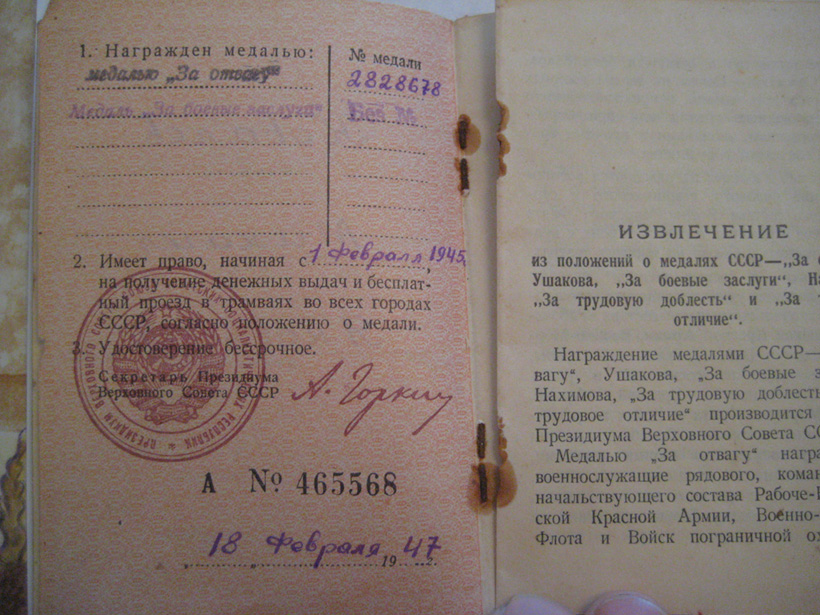 1. Награжден медалью:
№ медали
медалью „За отвагу“
2828678
Медаль „За боевые заслуги“
Без №
2. Имеет право, начиная с 1 февраля 1945,
на получение денежных выдач и бесплат-
ный проезд в трамваях во всех городах
СССР, согласно положению о медали.
3. Удостоверение бессрочное.
Секретарь Президиума
Верховного Совета СССР
А. Горкин
А № 465568
18 февраля 1947
ИЗВЛЕЧЕНИЕ
из положений о медалях СССР—„За
Ушакова, „За боевые заслуги“, На
„За трудовую доблесть“ и „За т
отличие“.
Награждение медалями СССР—
вагу“, Ушакова, „За боевые з
Нахимова, „За трудовую доблест
трудовое отличие“ производится
Президиума Верховного Совета СС
Медалью „За отвагу“ награ
военнослужащие рядового, коман
начальствующего состава Рабоче-
ской Красной Армии, Военно-
Флота и Войск пограничной ох